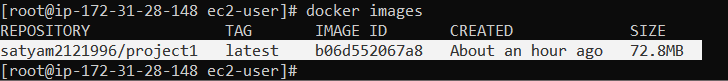 [root@ip-172-31-28-148 ec2-user]# docker images
REPOSITORY TAG IMAGE ID CREATED SIZE
satyam2121996/project1 latest b06d552067a8 About an hour ago 72.8MB
[root@ip-172-31-28-148 ec2-user]#